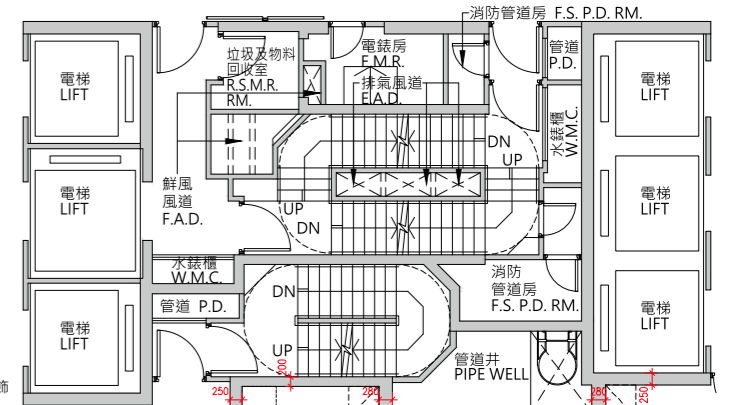 消防管道房 F.S. P.D. RM.
電梯
LIFT
垃圾及物料
回收室
R.S.M.R.
RM.
電錶房
E.M.R.
排氣風道
E.A.D.
管道
P.D.
水錶櫃
W.M.C.
電梯
LIFT
DN
UP
電梯
LIFT
鮮風
風道
F.A.D.
UP
DN
電梯
LIFT
水錶櫃
W.M.C.
管道 P.D.
DN
UP
消防
管道房
F.S. P.D. RM.
電梯
LIFT
電梯
LIFT
管道井
PIPE WELL
飾
200
250
280
280
250